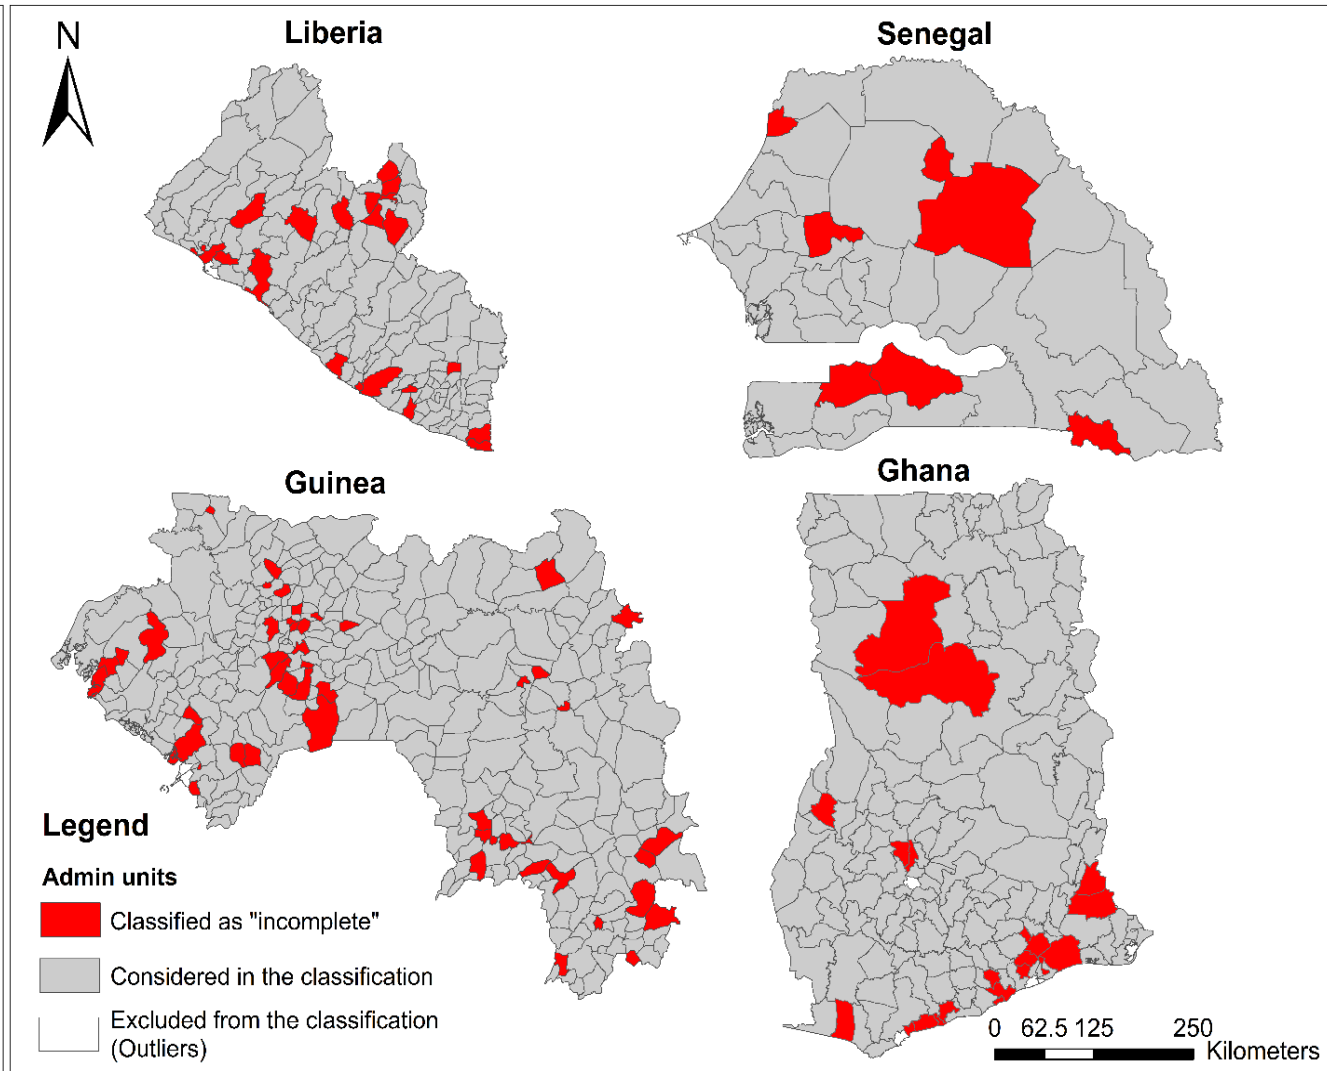 N
Liberia
Senegal
Guinea
Ghana
Legend
Admin units
Classified as "incomplete"
Considered in the classification
Excluded from the classification
(Outliers)
0 62.5 125 250
Kilometers